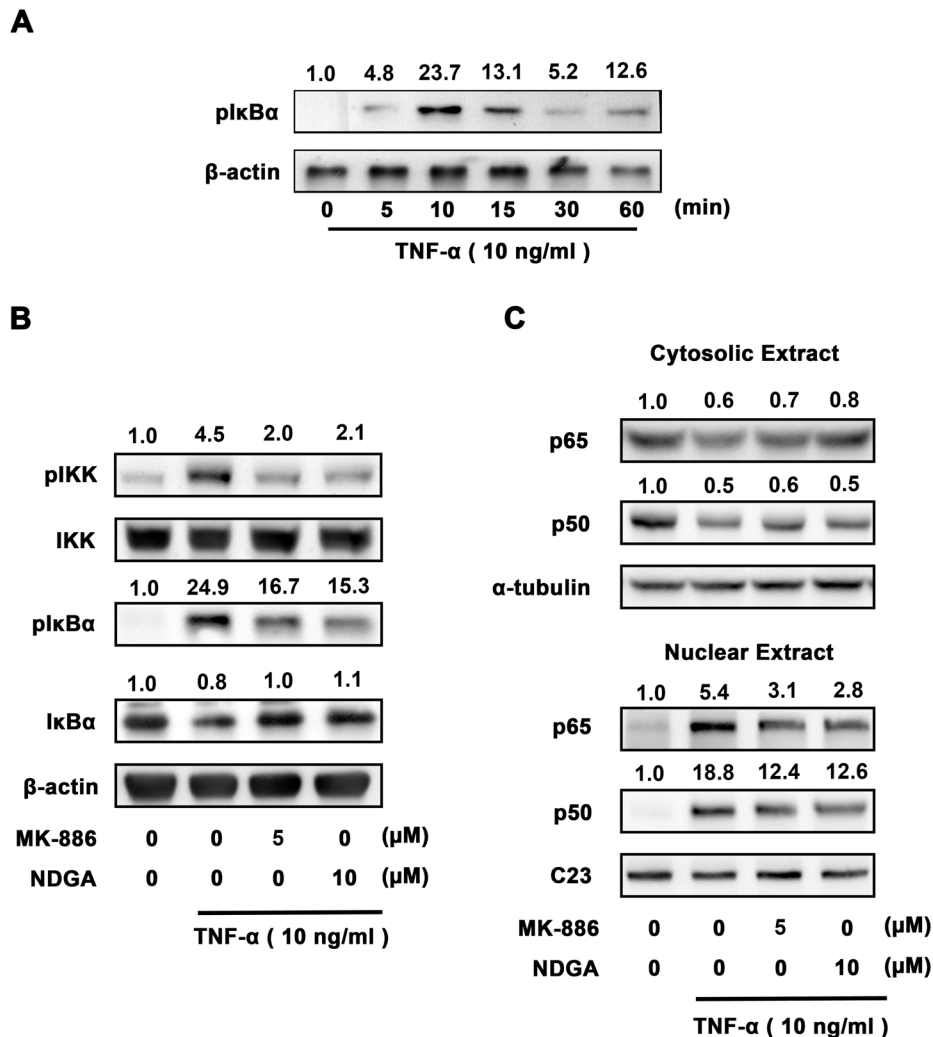 A
1.0 4.8 23.7 13.1 5.2 12.6
pIκBα
β-actin
0 5 10 15 30 60 (min)
TNF-α ( 10 ng/ml )
B
1.0 4.5 2.0 2.1
pIKK
IKK
1.0 24.9 16.7 15.3
pIκBα
1.0 0.8 1.0 1.1
IκBα
β-actin
MK-886 0 0 5 0 (μM)
NDGA 0 0 0 10 (μM)
TNF-α ( 10 ng/ml )
C
Cytosolic Extract
1.0 0.6 0.7 0.8
p65
1.0 0.5 0.6 0.5
p50
α-tubulin
Nuclear Extract
1.0 5.4 3.1 2.8
p65
1.0 18.8 12.4 12.6
p50
C23
MK-886 0 0 5 0 (μM)
NDGA 0 0 0 10 (μM)
TNF-α ( 10 ng/ml )